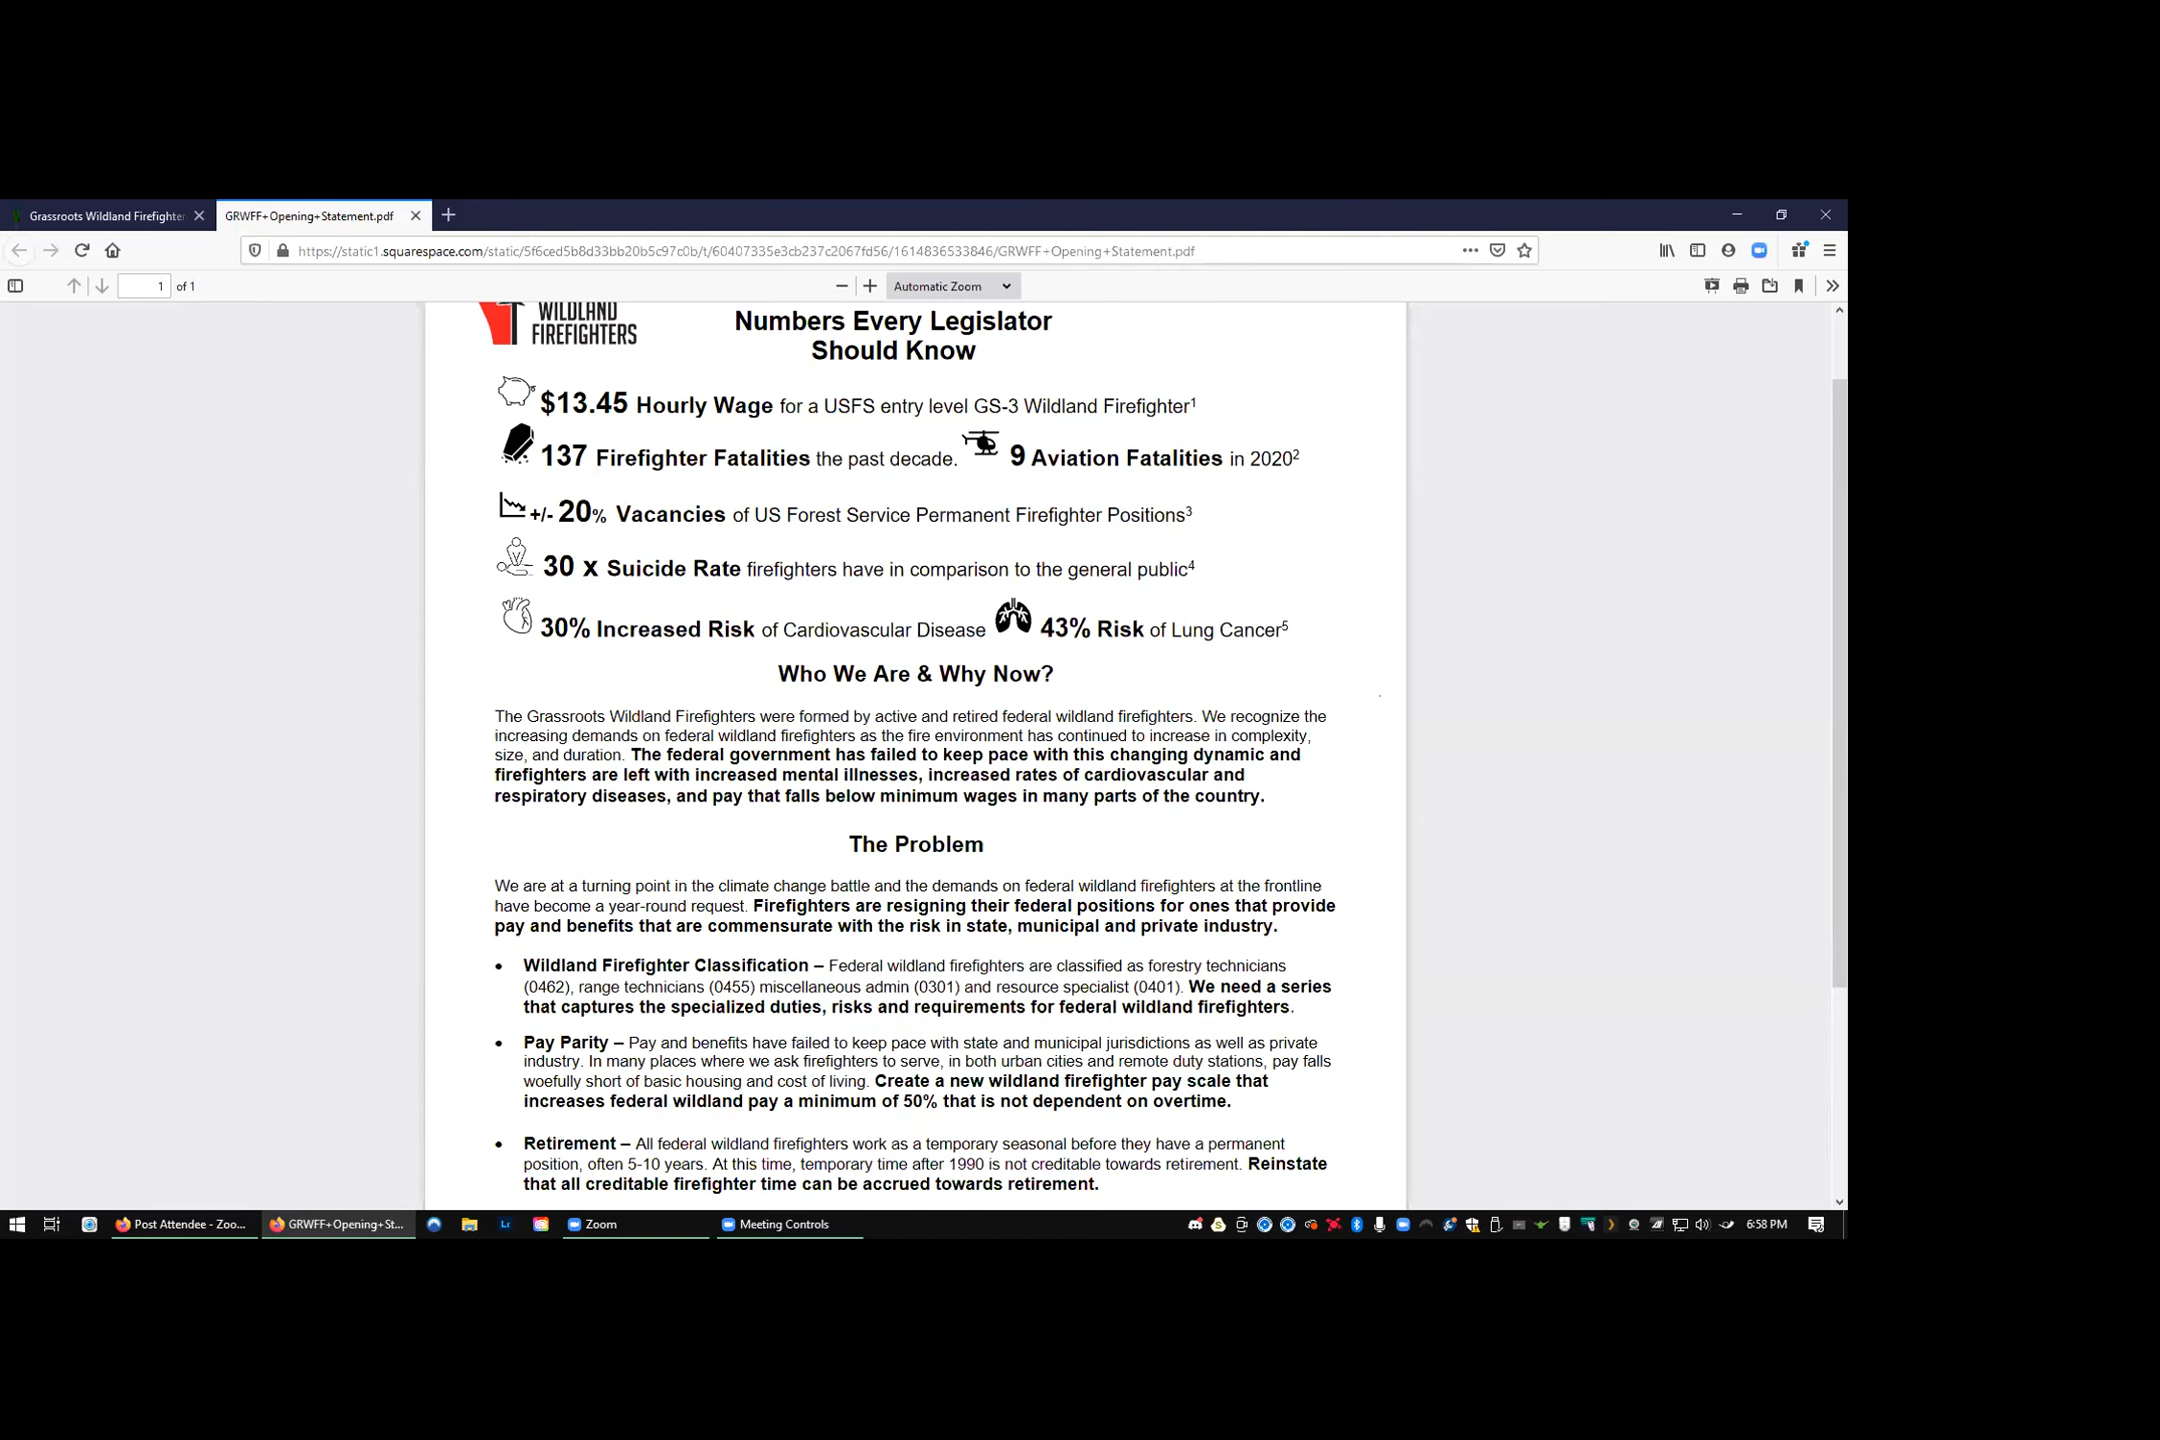 Grassroots Wildland Firefighter
GRWFF+Opening+Statement.pdf
https://static1.squarespace.com/static/5f6ced5b8d33bb20b5c97c0b/t/60407335e3cb237c2067fd56/1614836533846/GRWFF+Opening+Statement.pdf
1 of 1
Automatic Zoom
WILDLAND
FIREFIGHTERS
Numbers Every Legislator
Should Know
$13.45 Hourly Wage for a USFS entry level GS-3 Wildland Firefighter1
137 Firefighter Fatalities the past decade. 9 Aviation Fatalities in 20202
+/- 20% Vacancies of US Forest Service Permanent Firefighter Positions3
30 x Suicide Rate firefighters have in comparison to the general public4
30% Increased Risk of Cardiovascular Disease 43% Risk of Lung Cancer5
Who We Are & Why Now?
The Grassroots Wildland Firefighters were formed by active and retired federal wildland firefighters. We recognize the
increasing demands on federal wildland firefighters as the fire environment has continued to increase in complexity,
size, and duration. The federal government has failed to keep pace with this changing dynamic and
firefighters are left with increased mental illnesses, increased rates of cardiovascular and
respiratory diseases, and pay that falls below minimum wages in many parts of the country.
The Problem
We are at a turning point in the climate change battle and the demands on federal wildland firefighters at the frontline
have become a year-round request. Firefighters are resigning their federal positions for ones that provide
pay and benefits that are commensurate with the risk in state, municipal and private industry.
• Wildland Firefighter Classification – Federal wildland firefighters are classified as forestry technicians
(0462), range technicians (0455) miscellaneous admin (0301) and resource specialist (0401). We need a series
that captures the specialized duties, risks and requirements for federal wildland firefighters.
• Pay Parity – Pay and benefits have failed to keep pace with state and municipal jurisdictions as well as private
industry. In many places where we ask firefighters to serve, in both urban cities and remote duty stations, pay falls
woefully short of basic housing and cost of living. Create a new wildland firefighter pay scale that
increases federal wildland pay a minimum of 50% that is not dependent on overtime.
• Retirement – All federal wildland firefighters work as a temporary seasonal before they have a permanent
position, often 5-10 years. At this time, temporary time after 1990 is not creditable towards retirement. Reinstate
that all creditable firefighter time can be accrued towards retirement.
Post Attendee - Zoo...
GRWFF+Opening+St...
Lr
Zoom
Meeting Controls
6:58 PM